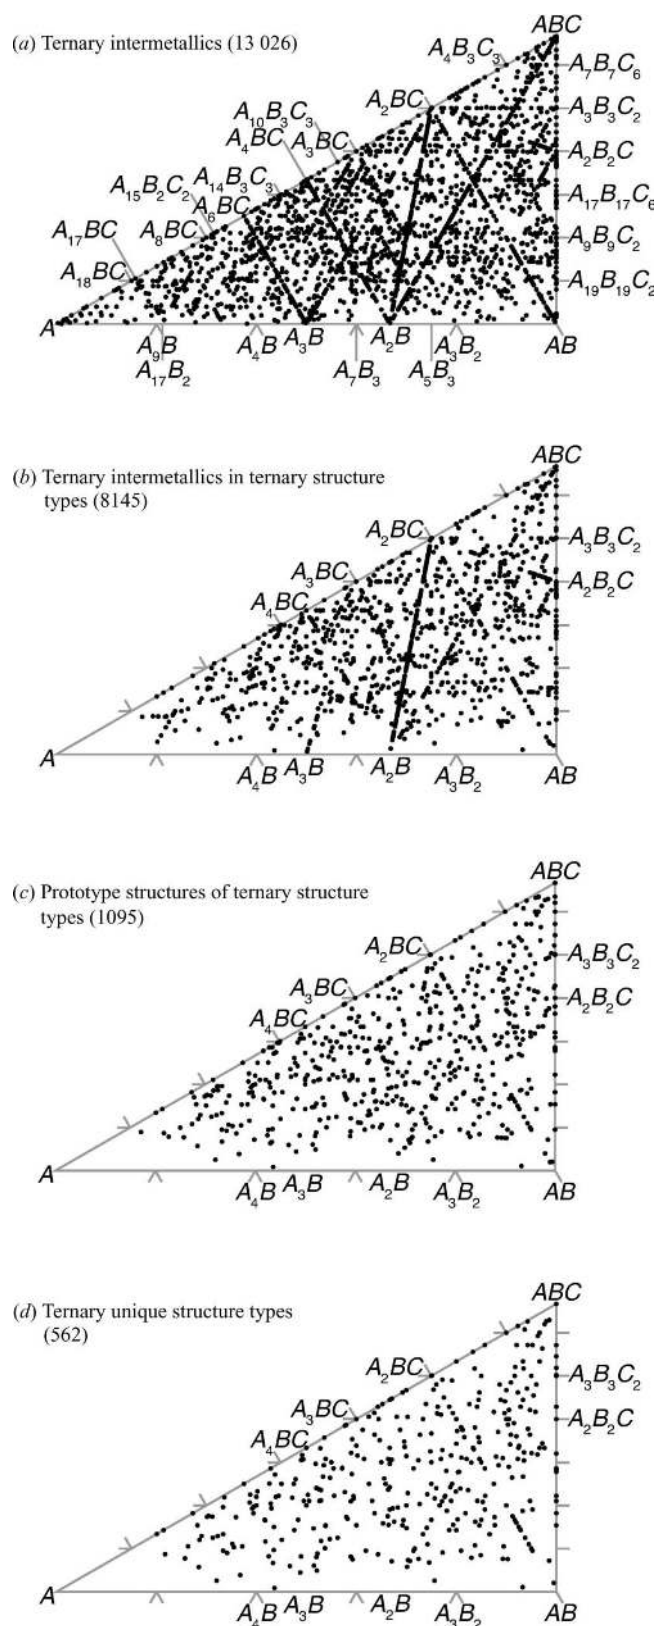 (a) Ternary intermetallics (13 026)
ABC
A₄B₃C₃
A₇B₇C₆
A₂BC
A₃B₃C₂
A₁₀B₃C₃
A₄BC
A₃BC
A₂B₂C
A₁₅B₂C₂
A₁₄B₃C₃
A₆BC
A₁₇B₁₇C₆
A₁₇BC
A₈BC
A₉B₉C₂
A₁₈BC
A₁₉B₁₉C₂
A
A₉B
A₄B
A₃B
A₂B
A₃B₂
AB
A₁₇B₂
A₇B₃
A₅B₃
(b) Ternary intermetallics in ternary structure
types (8145)
ABC
A₂BC
A₃B₃C₂
A₃BC
A₂B₂C
A₄BC
A
A₄B
A₃B
A₂B
A₃B₂
AB
(c) Prototype structures of ternary structure
types (1095)
ABC
A₂BC
A₃B₃C₂
A₃BC
A₂B₂C
A₄BC
A
A₄B
A₃B
A₂B
A₃B₂
AB
(d) Ternary unique structure types
(562)
ABC
A₂BC
A₃B₃C₂
A₃BC
A₂B₂C
A₄BC
A
A₄B
A₃B
A₂B
A₃B₂
AB